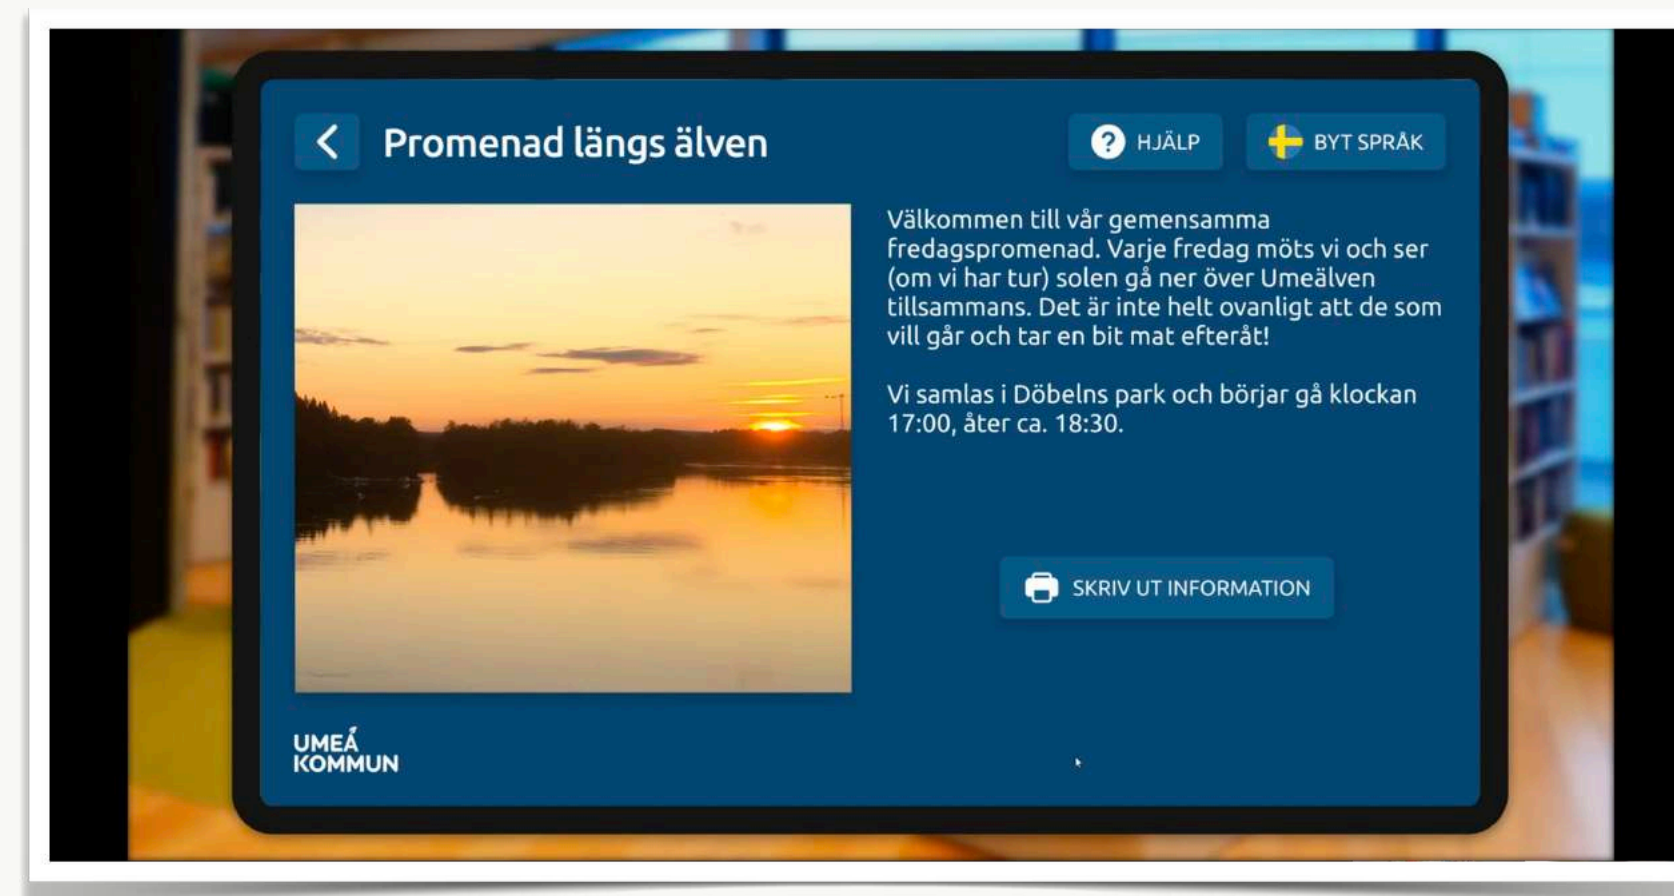 Promenad längs älven
HJÄLP
BYT SPRÅK
Välkommen till vår gemensamma
fredagspromenad. Varje fredag möts vi och ser
(om vi har tur) solen gå ner över Umeälven
tillsammans. Det är inte helt ovanligt att de som
vill går och tar en bit mat efteråt!
Vi samlas i Döbelns park och börjar gå klockan
17:00, åter ca. 18:30.
SKRIV UT INFORMATION
UMEÅ
KOMMUN